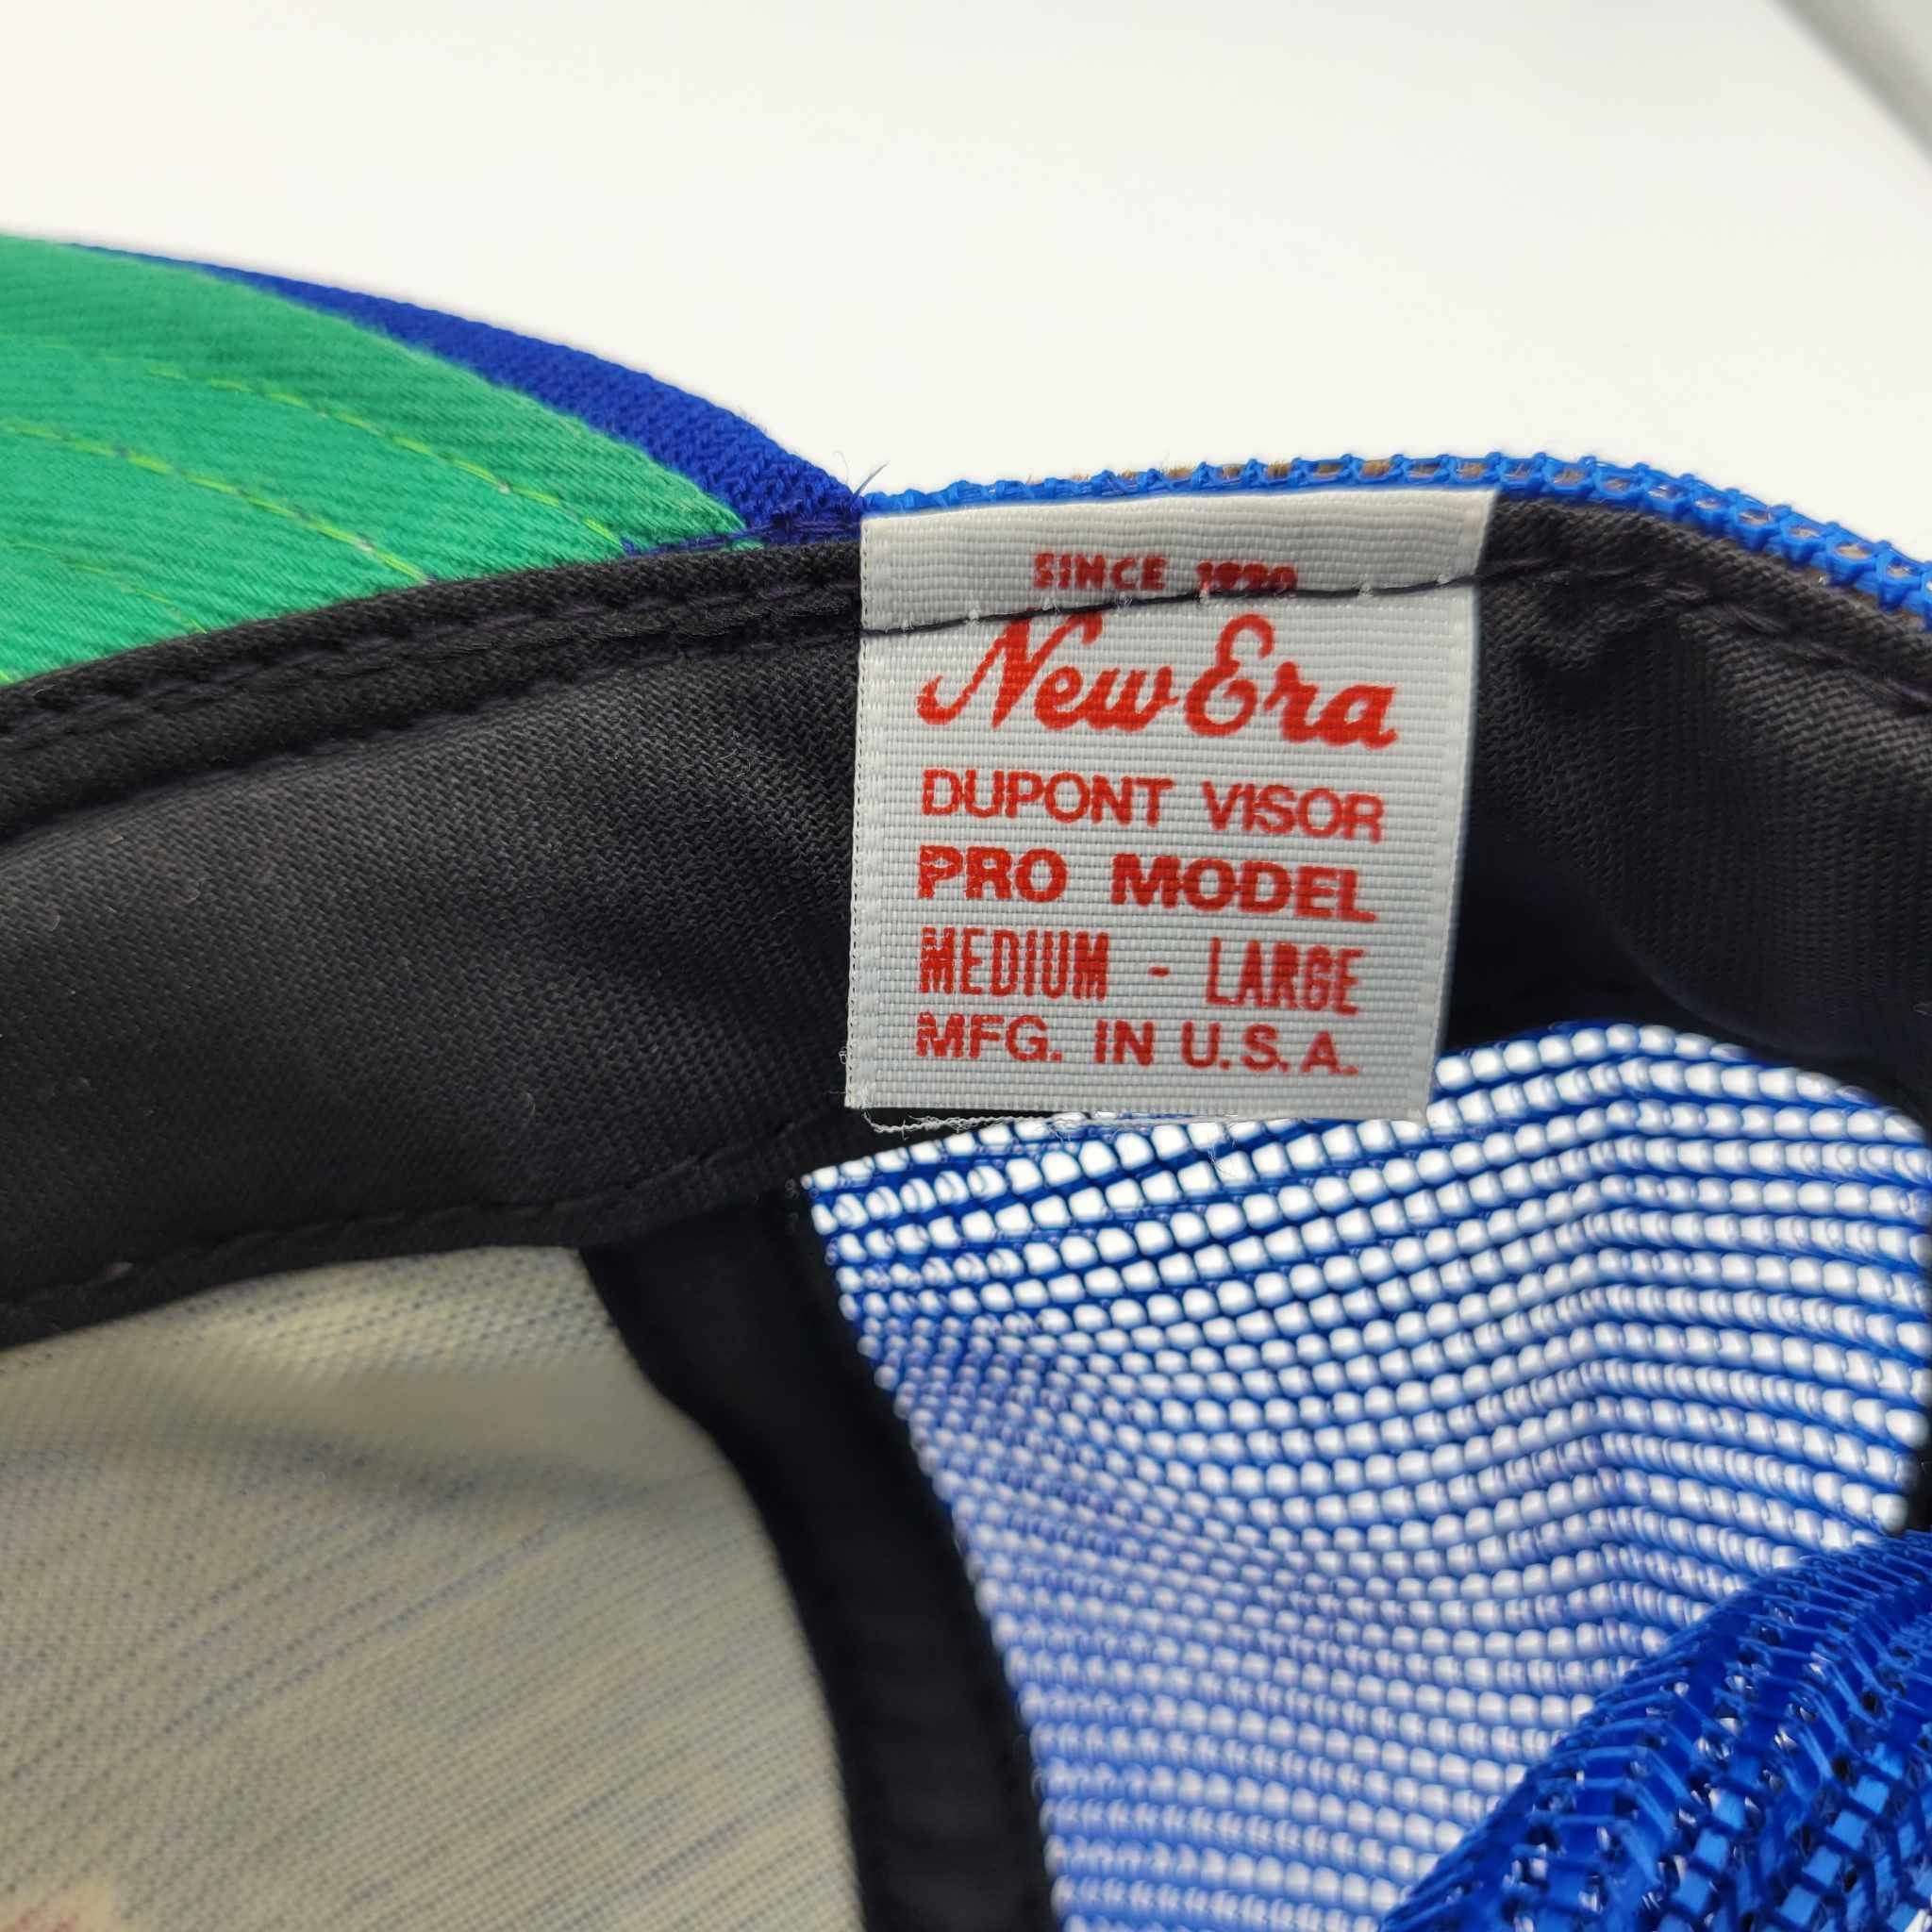 SINCE 1920
New Era
DUPONT VISOR
PRO MODEL
MEDIUM - LARGE
MFG. IN U.S.A.